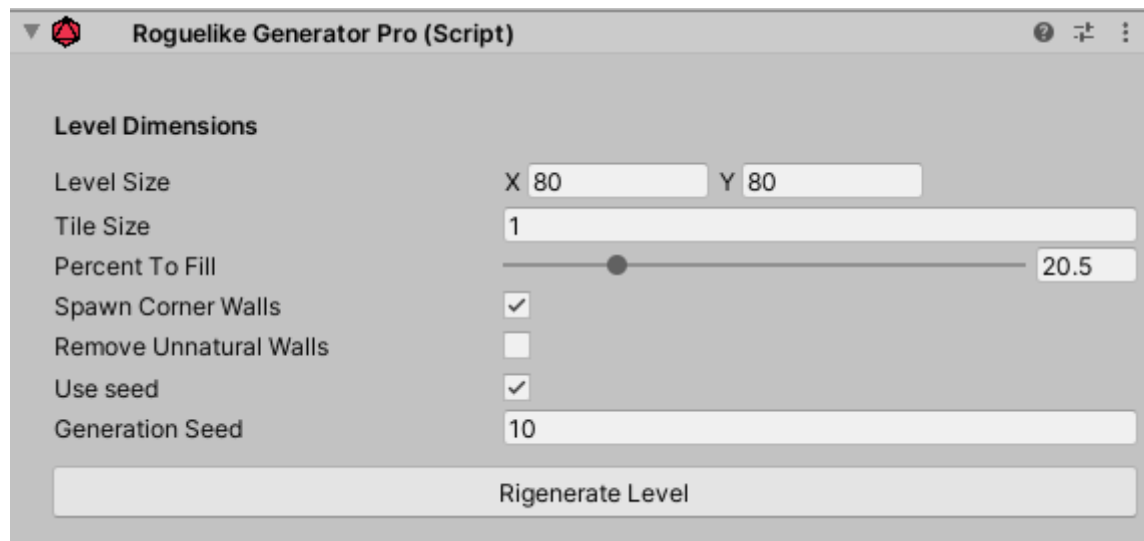 Roguelike Generator Pro (Script)
Level Dimensions
Level Size X 80 Y 80
Tile Size 1
Percent To Fill 20.5
Spawn Corner Walls
Remove Unnatural Walls
Use seed
Generation Seed 10
Rigenerate Level